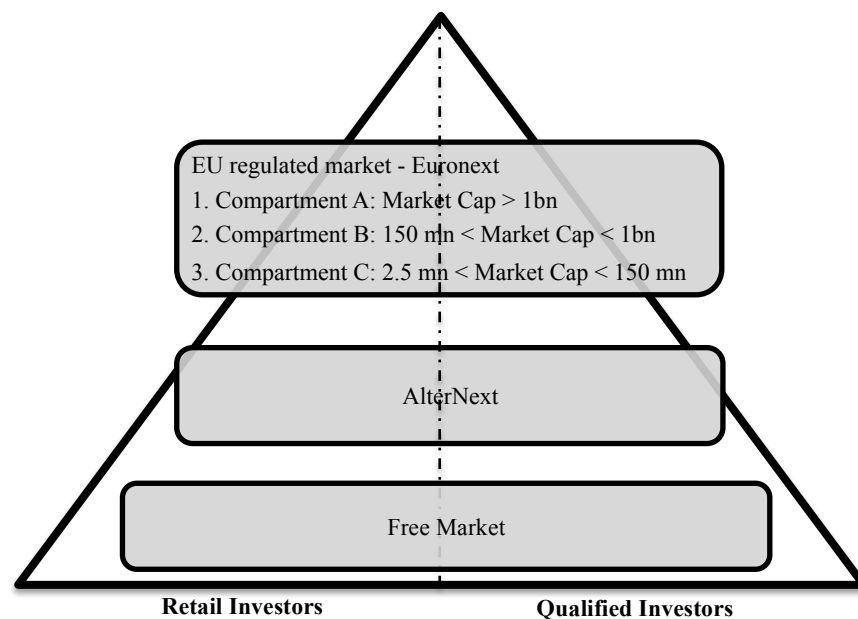 EU regulated market - Euronext
1. Compartment A: Market Cap > 1bn
2. Compartment B: 150 mn < Market Cap < 1bn
3. Compartment C: 2.5 mn < Market Cap < 150 mn
AlterNext
Free Market
Retail Investors
Qualified Investors